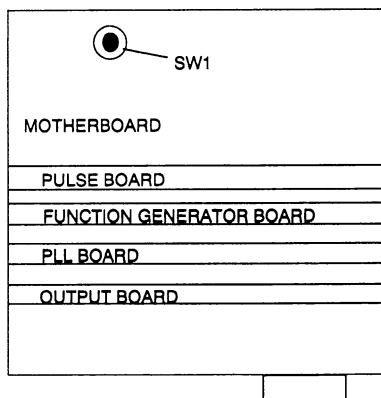 SW1
MOTHERBOARD
PULSE BOARD
FUNCTION GENERATOR BOARD
PLL BOARD
OUTPUT BOARD